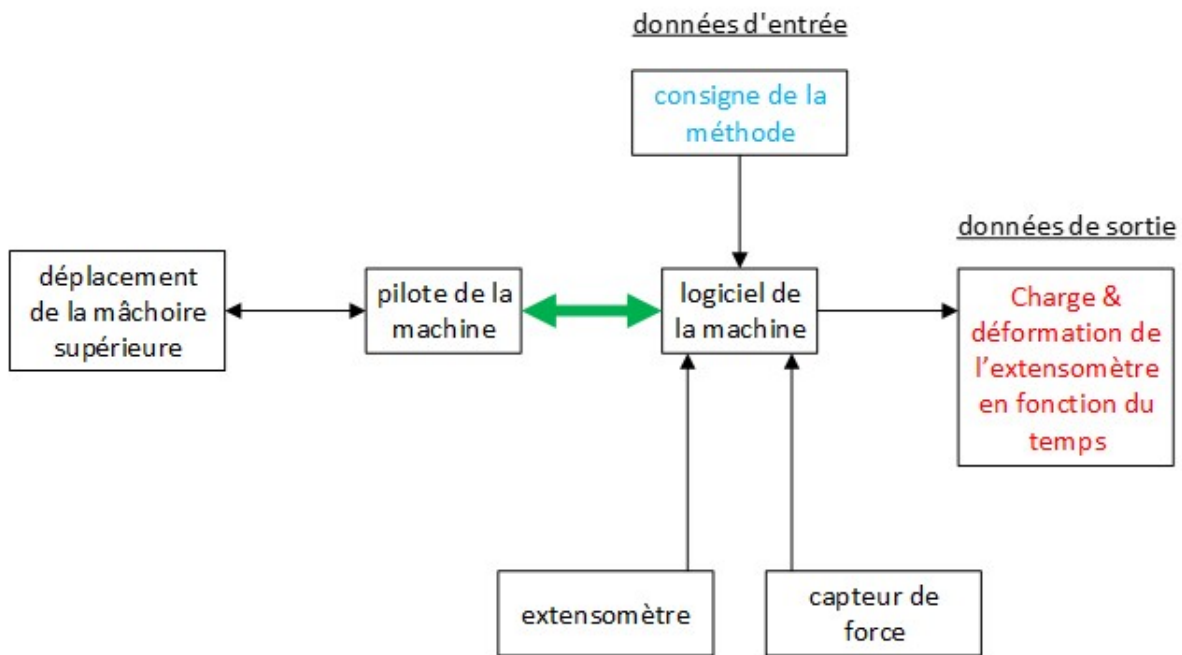 données d'entrée
consigne de la
méthode
données de sortie
déplacement
de la mâchoire
supérieure
pilote de la
machine
logiciel de
la machine
Charge &
déformation de
l’extensomètre
en fonction du
temps
extensomètre
capteur de
force